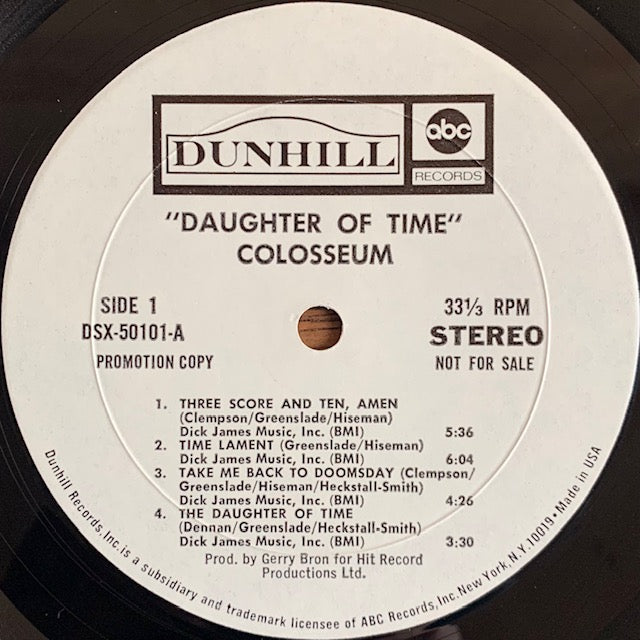 DUNHILL
abc
RECORDS
"DAUGHTER OF TIME"
COLOSSEUM
SIDE 1
DSX-50101-A
PROMOTION COPY
33⅓ RPM
STEREO
NOT FOR SALE
1. THREE SCORE AND TEN, AMEN
(Clempson/Greenslade/Hiseman)
Dick James Music, Inc. (BMI) 5:36
2. TIME LAMENT (Greenslade/Hiseman)
Dick James Music, Inc. (BMI) 6:04
3. TAKE ME BACK TO DOOMSDAY (Clempson/
Greenslade/Hiseman/Heckstall-Smith)
Dick James Music, Inc. (BMI) 4:26
4. THE DAUGHTER OF TIME
(Dennan/Greenslade/Heckstall-Smith)
Dick James Music, Inc. (BMI) 3:30
Prod. by Gerry Bron for Hit Record
Productions Ltd.
Dunhill Records, Inc. is a subsidiary and trademark licensee of ABC Records, Inc. New York, N.Y. 10019 • Made in USA